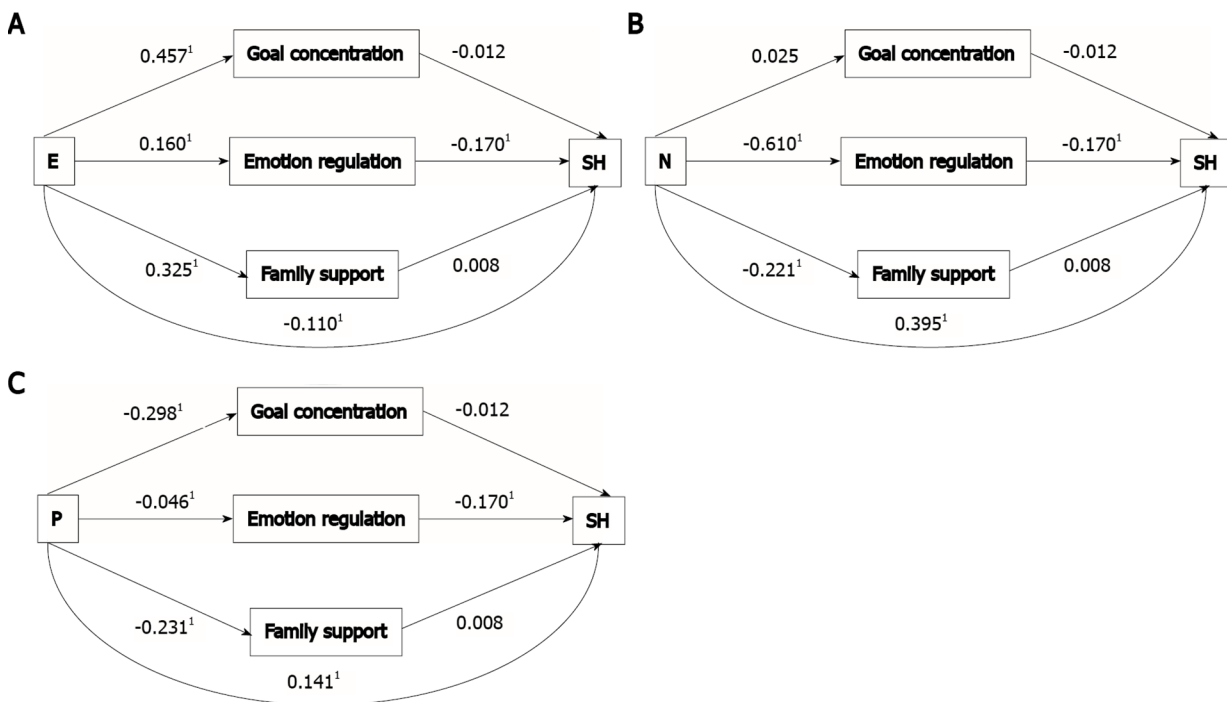 A
0.457¹
Goal concentration
-0.012
E
0.160¹
Emotion regulation
-0.170¹
SH
0.325¹
Family support
0.008
-0.110¹
B
0.025
Goal concentration
-0.012
N
-0.610¹
Emotion regulation
-0.170¹
SH
-0.221¹
Family support
0.008
0.395¹
C
-0.298¹
Goal concentration
-0.012
P
-0.046¹
Emotion regulation
-0.170¹
SH
-0.231¹
Family support
0.008
0.141¹